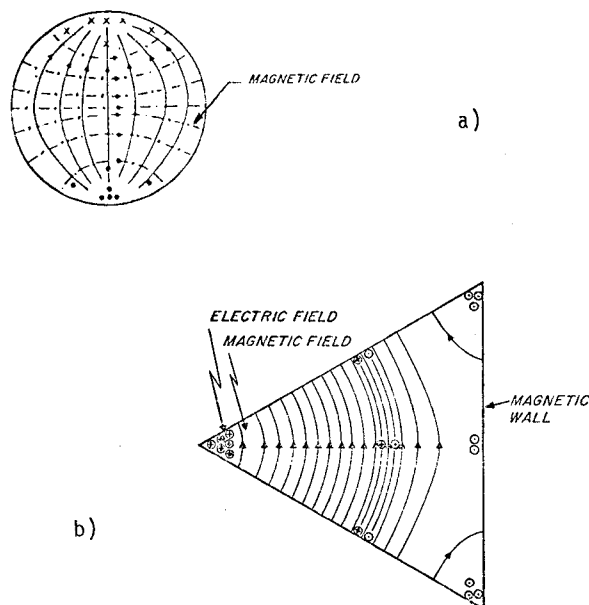 MAGNETIC FIELD
a)
ELECTRIC FIELD
MAGNETIC FIELD
MAGNETIC
WALL
b)